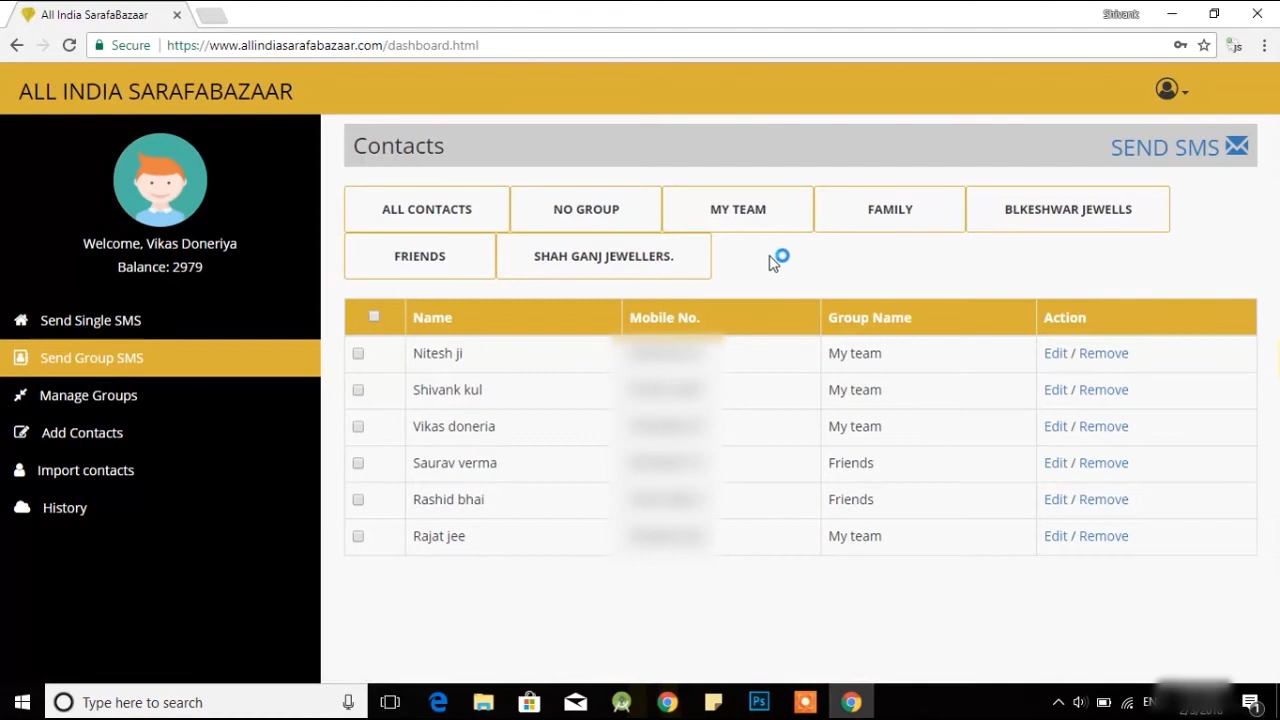 All India SarafaBazaar
Shivank
Secure https://www.allindiasarafabazaar.com/dashboard.html
ALL INDIA SARAFABAZAAR
Welcome, Vikas Doneriya
Balance: 2979
Send Single SMS
Send Group SMS
Manage Groups
Add Contacts
Import contacts
History
Contacts
SEND SMS
ALL CONTACTS NO GROUP MY TEAM FAMILY BLKESHWAR JEWELLS
FRIENDS SHAH GANJ JEWELLERS.
Name Mobile No. Group Name Action
Nitesh ji My team Edit / Remove
Shivank kul My team Edit / Remove
Vikas doneria My team Edit / Remove
Saurav verma Friends Edit / Remove
Rashid bhai Friends Edit / Remove
Rajat jee My team Edit / Remove
Type here to search